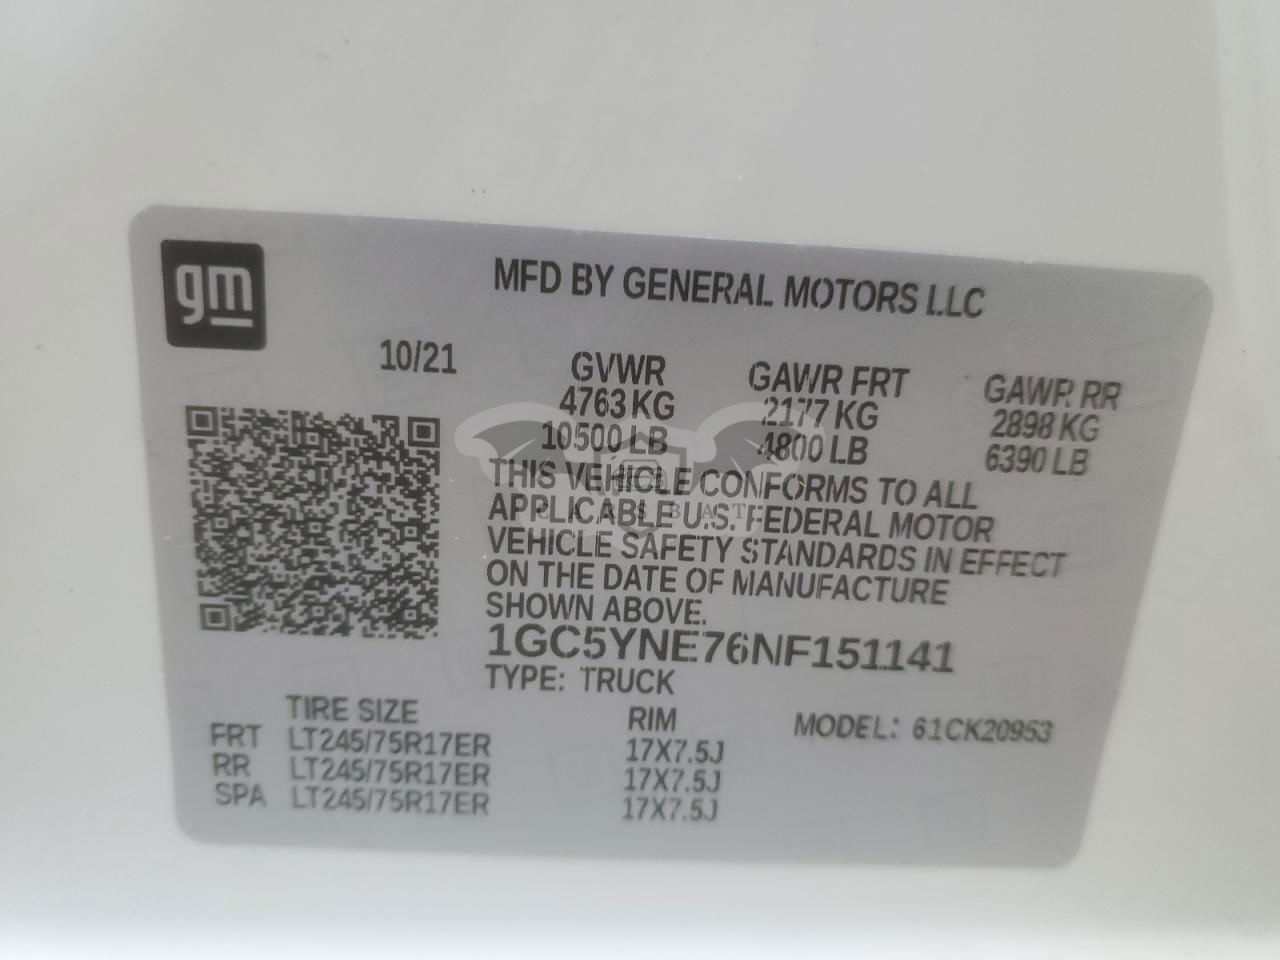 gm
MFD BY GENERAL MOTORS LLC
10/21
GVWR GAWR FRT GAWR RR
4763 KG 2177 KG 2898 KG
10500 LB 4800 LB 6390 LB
THIS VEHICLE CONFORMS TO ALL
APPLICABLE U.S. FEDERAL MOTOR
VEHICLE SAFETY STANDARDS IN EFFECT
ON THE DATE OF MANUFACTURE
SHOWN ABOVE.
1GC5YNE76NF151141
TYPE: TRUCK
TIRE SIZE RIM MODEL: 61CK20953
FRT LT245/75R17ER 17X7.5J
RR LT245/75R17ER 17X7.5J
SPA LT245/75R17ER 17X7.5J